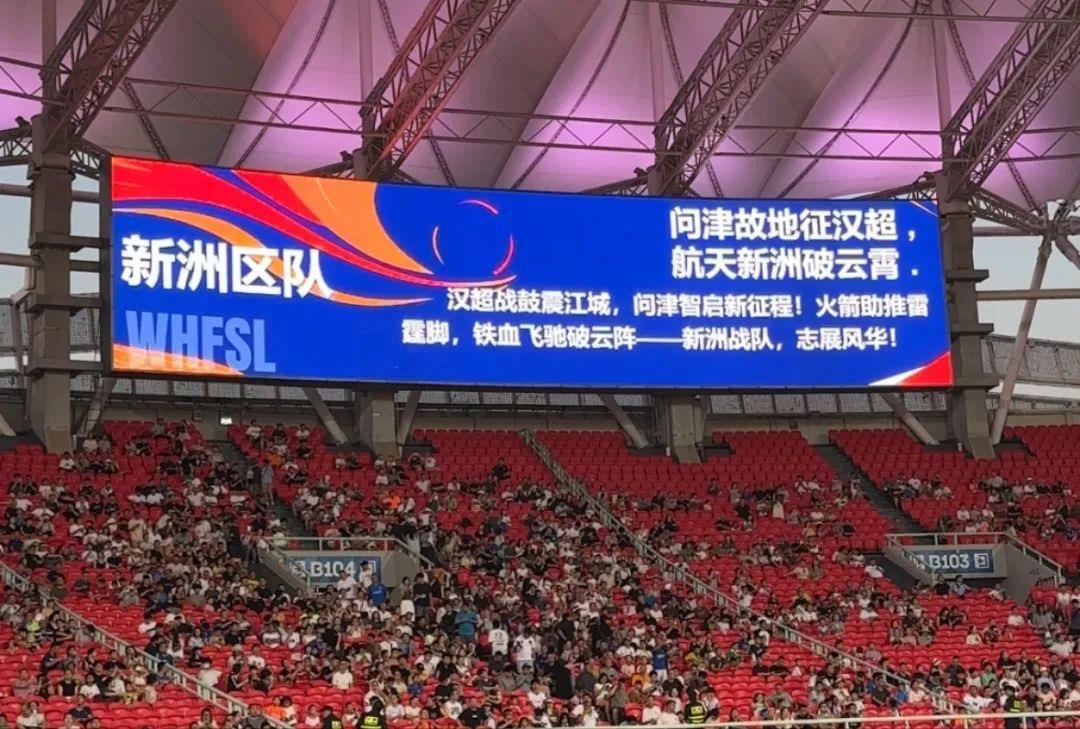 新洲区队
WHFSL
问津故地征汉超，
航天新洲破云霄.
汉超战鼓震江城，问津智启新征程！火箭助推雷
霆脚，铁血飞驰破云阵——新洲战队，志展风华！
B104
B103